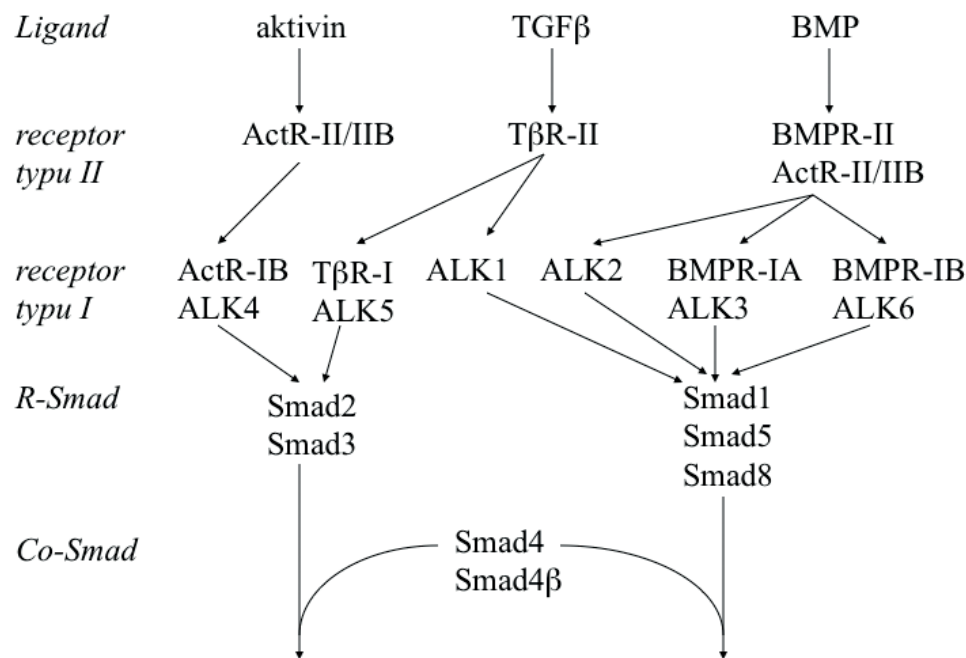 Ligand aktivin TGFβ BMP
receptor ActR-II/IIB TβR-II BMPR-II
typu II ActR-II/IIB
receptor ActR-IB TβR-I ALK1 ALK2 BMPR-IA BMPR-IB
typu I ALK4 ALK5 ALK3 ALK6
R-Smad Smad2 Smad1
Smad3 Smad5
Smad8
Co-Smad Smad4
Smad4β